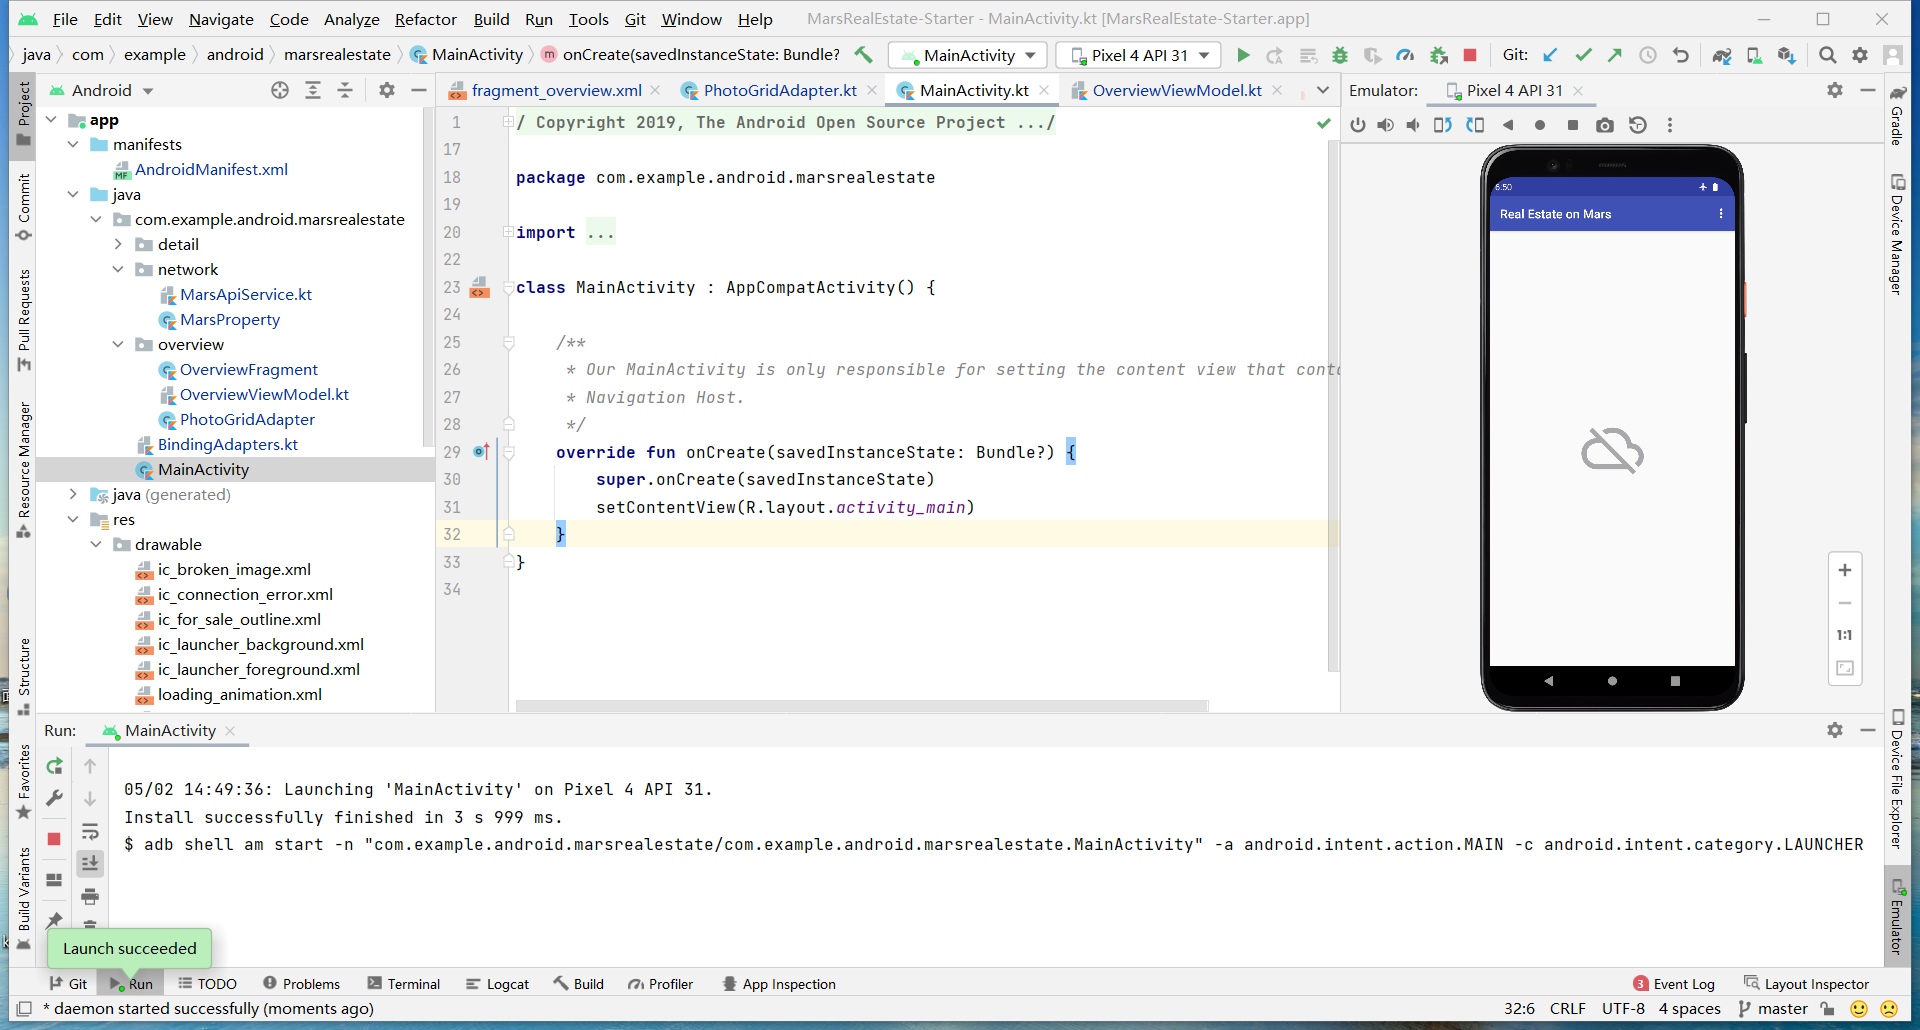 File Edit View Navigate Code Analyze Refactor Build Run Tools Git Window Help MarsRealEstate-Starter - MainActivity.kt [MarsRealEstate-Starter.app]
java com example android marsrealestate MainActivity onCreate(savedInstanceState: Bundle? MainActivity Pixel 4 API 31 Git:
Project
Commit
Pull Requests
Resource Manager
Structure
Favorites
Build Variants
Android
app
manifests
AndroidManifest.xml
java
com.example.android.marsrealestate
detail
network
MarsApiService.kt
MarsProperty
overview
OverviewFragment
OverviewViewModel.kt
PhotoGridAdapter
BindingAdapters.kt
MainActivity
java (generated)
res
drawable
ic_broken_image.xml
ic_connection_error.xml
ic_for_sale_outline.xml
ic_launcher_background.xml
ic_launcher_foreground.xml
loading_animation.xml
fragment_overview.xml PhotoGridAdapter.kt MainActivity.kt OverviewViewModel.kt
1 / Copyright 2019, The Android Open Source Project .../
17
18 package com.example.android.marsrealestate
19
20 import ...
22
23 class MainActivity : AppCompatActivity() {
24
25 /**
26 * Our MainActivity is only responsible for setting the content view that conta
27 * Navigation Host.
28 */
29 override fun onCreate(savedInstanceState: Bundle?) {
30 super.onCreate(savedInstanceState)
31 setContentView(R.layout.activity_main)
32 }
33 }
34
Emulator: Pixel 4 API 31
6:50
Real Estate on Mars
1:1
Gradle
Device Manager
Device File Explorer
Emulator
Run: MainActivity
05/02 14:49:36: Launching 'MainActivity' on Pixel 4 API 31.
Install successfully finished in 3 s 999 ms.
$ adb shell am start -n "com.example.android.marsrealestate/com.example.android.marsrealestate.MainActivity" -a android.intent.action.MAIN -c android.intent.category.LAUNCHER
Launch succeeded
Git Run TODO Problems Terminal Logcat Build Profiler App Inspection 3 Event Log Layout Inspector
* daemon started successfully (moments ago) 32:6 CRLF UTF-8 4 spaces master